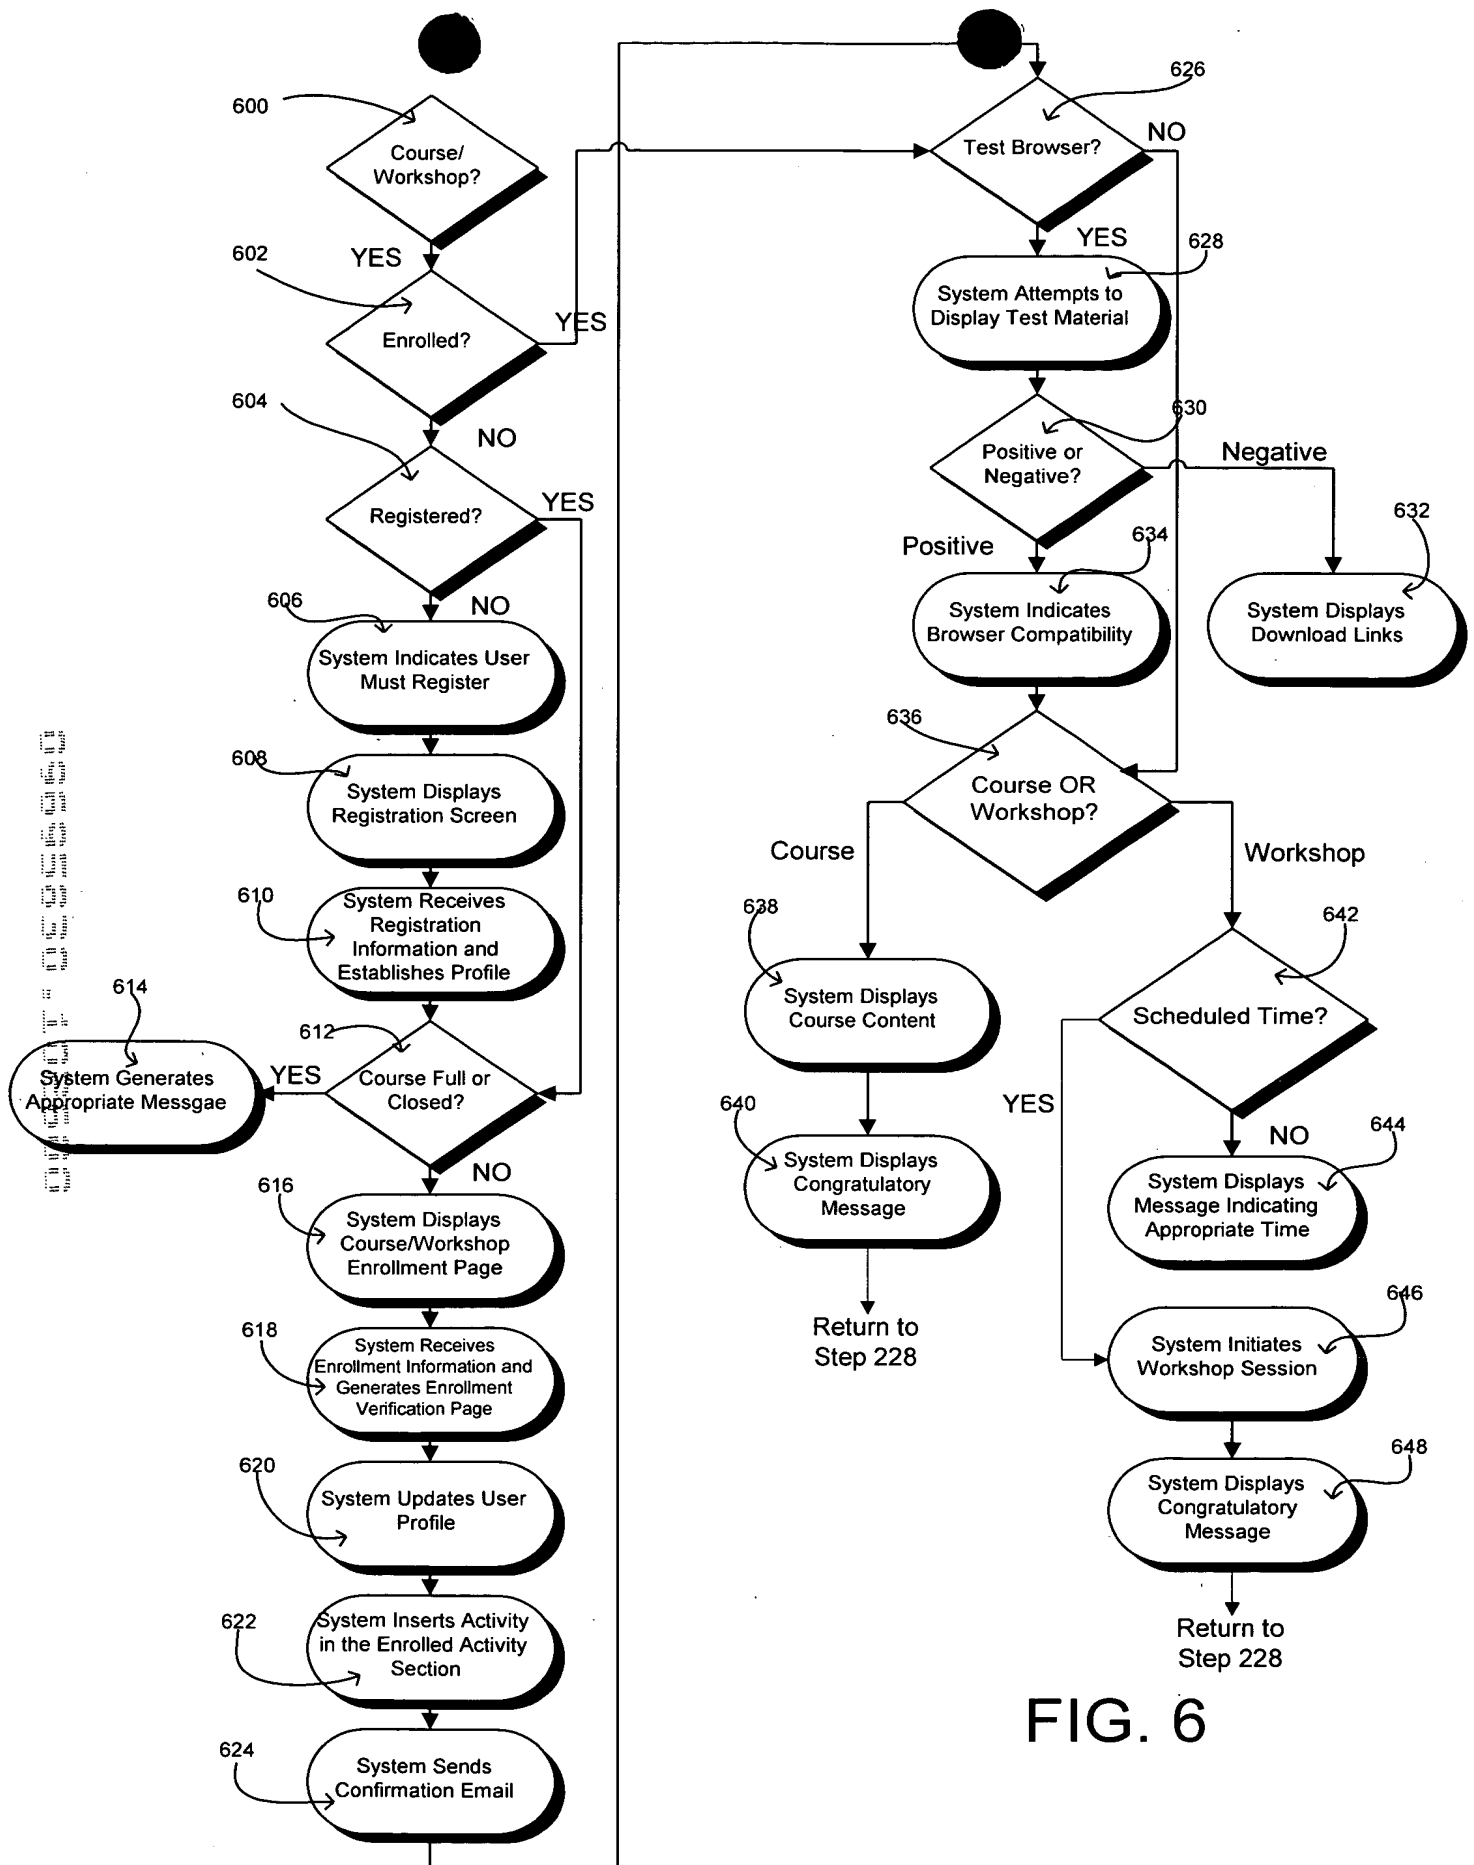 600
Course/
Workshop?
YES
602
Enrolled?
YES
604
NO
Registered?
YES
606
NO
System Indicates User
Must Register
608
System Displays
Registration Screen
610
System Receives
Registration
Information and
Establishes Profile
614
612
System Generates
Appropriate Messgae
YES
Course Full or
Closed?
NO
616
System Displays
Course/Workshop
Enrollment Page
618
System Receives
Enrollment Information and
Generates Enrollment
Verification Page
620
System Updates User
Profile
622
System Inserts Activity
in the Enrolled Activity
Section
624
System Sends
Confirmation Email
626
Test Browser?
NO
YES
628
System Attempts to
Display Test Material
630
Positive or
Negative?
Negative
632
Positive
634
System Indicates
Browser Compatibility
System Displays
Download Links
636
Course OR
Workshop?
Course
Workshop
638
System Displays
Course Content
642
Scheduled Time?
YES
NO
640
System Displays
Congratulatory
Message
Return to
Step 228
644
System Displays
Message Indicating
Appropriate Time
646
System Initiates
Workshop Session
648
System Displays
Congratulatory
Message
Return to
Step 228
FIG. 6